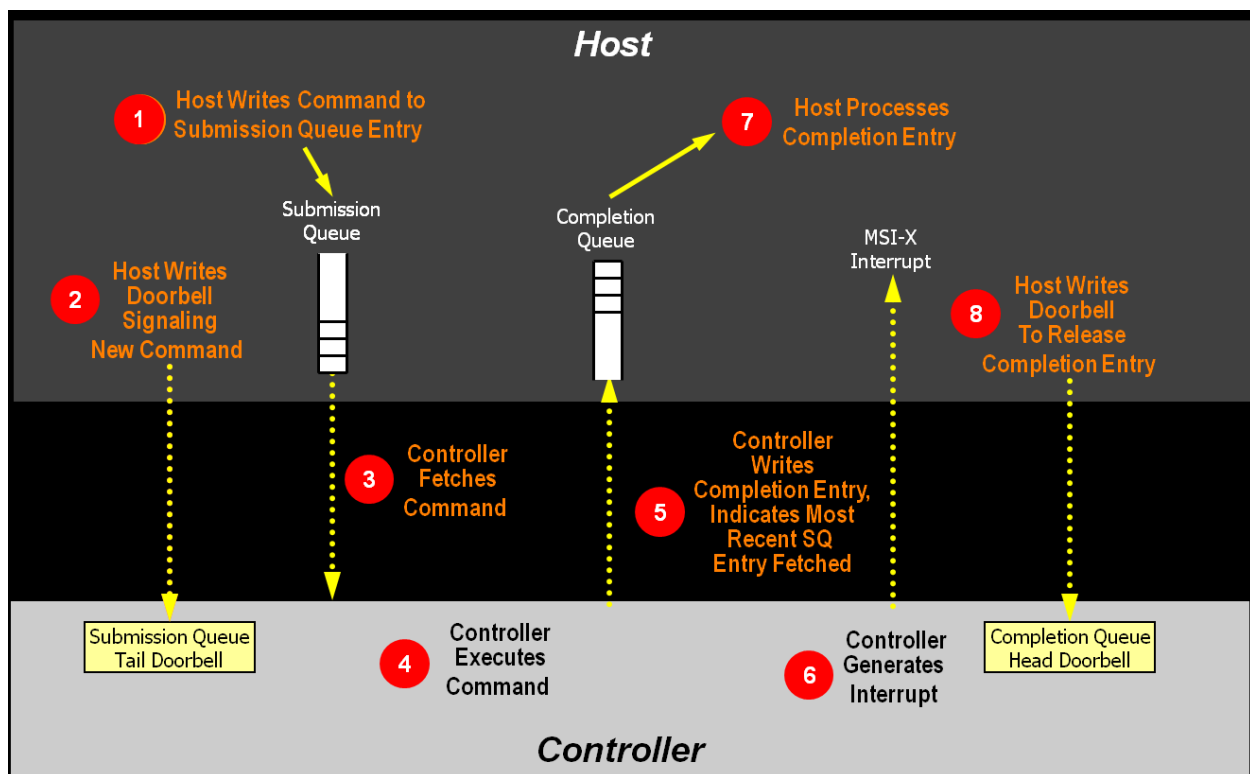 Host
1
Host Writes Command to
Submission Queue Entry
7
Host Processes
Completion Entry
Submission
Queue
Completion
Queue
MSI-X
Interrupt
2
Host Writes
Doorbell
Signaling
New Command
8
Host Writes
Doorbell
To Release
Completion Entry
3
Controller
Fetches
Command
5
Controller
Writes
Completion Entry,
Indicates Most
Recent SQ
Entry Fetched
Submission Queue
Tail Doorbell
4
Controller
Executes
Command
6
Controller
Generates
Interrupt
Completion Queue
Head Doorbell
Controller